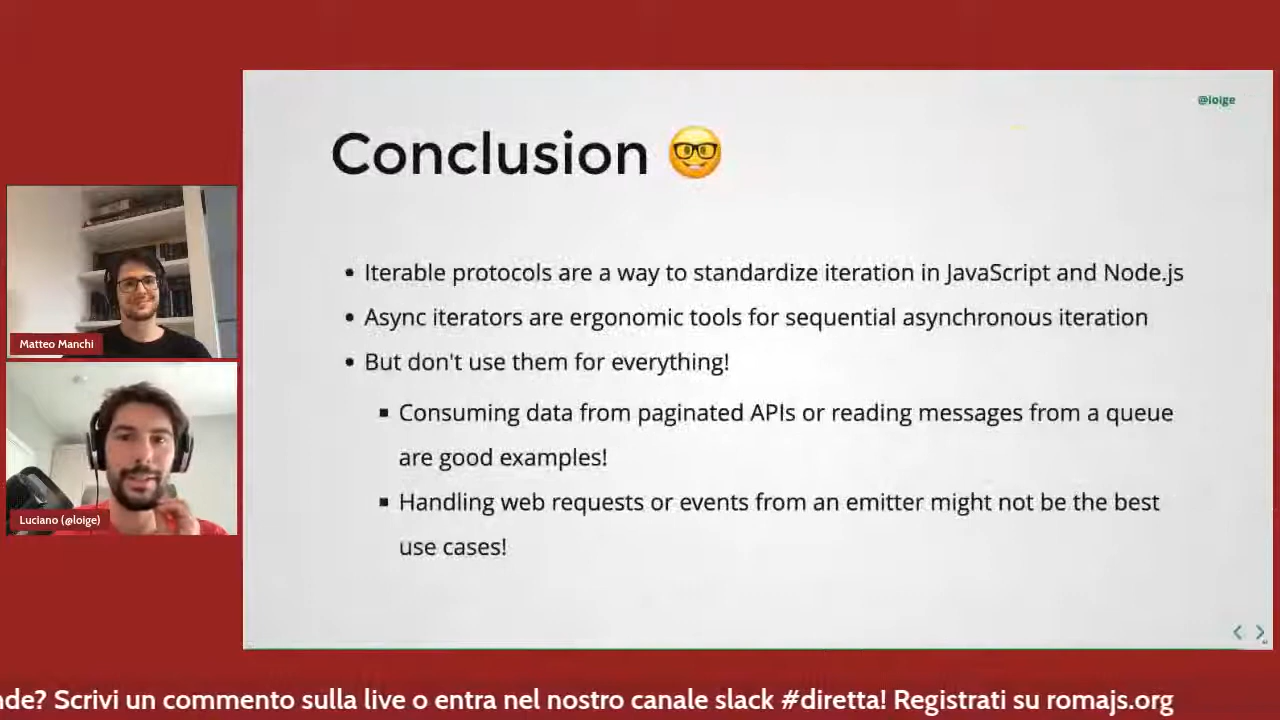 @loige
Conclusion 🤓
• Iterable protocols are a way to standardize iteration in JavaScript and Node.js
• Async iterators are ergonomic tools for sequential asynchronous iteration
• But don't use them for everything!
▪ Consuming data from paginated APIs or reading messages from a queue
are good examples!
▪ Handling web requests or events from an emitter might not be the best
use cases!
Matteo Manchi
Luciano (@loige)
nde? Scrivi un commento sulla live o entra nel nostro canale slack #diretta! Registrati su romajs.org